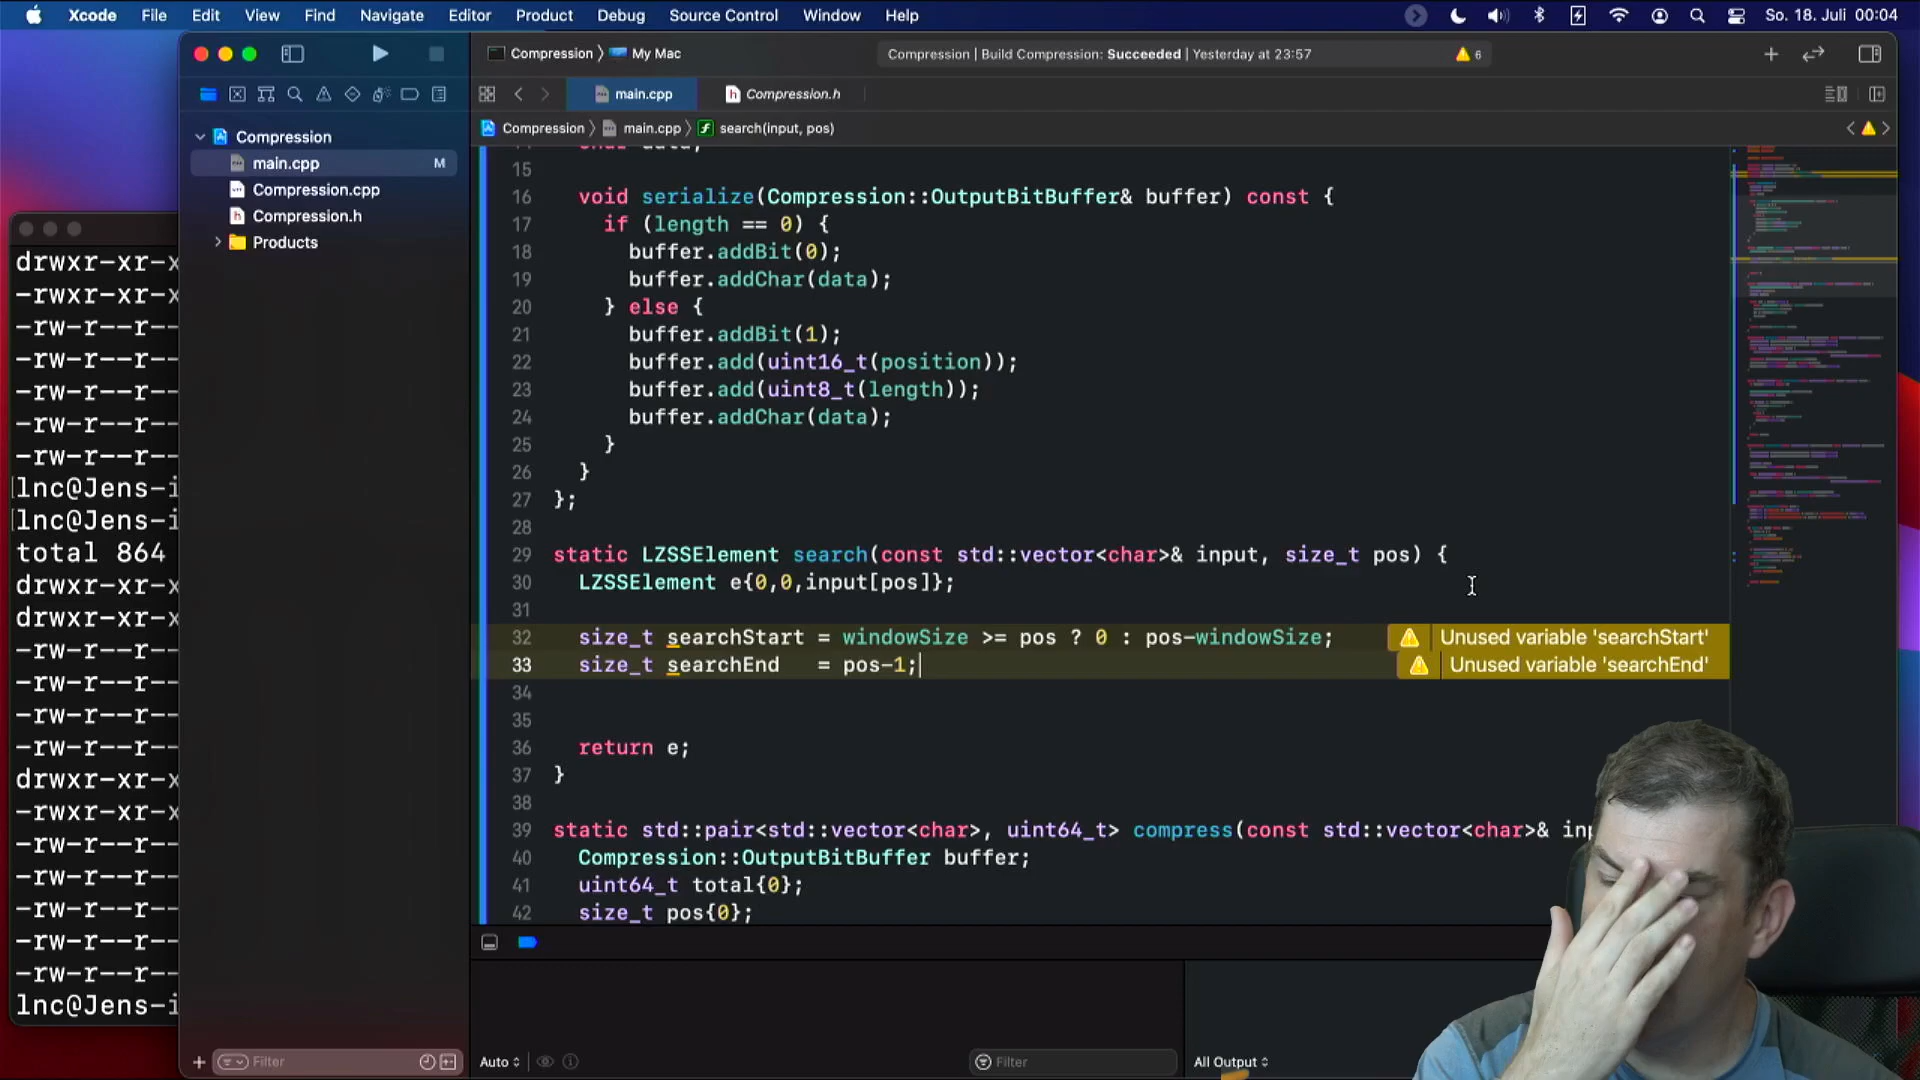 Xcode File Edit View Find Navigate Editor Product Debug Source Control Window Help So. 18. Juli 00:04
Compression My Mac Compression | Build Compression: Succeeded | Yesterday at 23:57 6
main.cpp Compression.h
Compression main.cpp search(input, pos)
Compression
main.cpp M
Compression.cpp
Compression.h
Products
15
16 void serialize(Compression::OutputBitBuffer& buffer) const {
17 if (length == 0) {
18 buffer.addBit(0);
19 buffer.addChar(data);
20 } else {
21 buffer.addBit(1);
22 buffer.add(uint16_t(position));
23 buffer.add(uint8_t(length));
24 buffer.addChar(data);
25 }
26 }
27 };
28
29 static LZSSElement search(const std::vector<char>& input, size_t pos) {
30 LZSSElement e{0,0,input[pos]};
31
32 size_t searchStart = windowSize >= pos ? 0 : pos-windowSize; Unused variable 'searchStart'
33 size_t searchEnd = pos-1; Unused variable 'searchEnd'
34
35
36 return e;
37 }
38
39 static std::pair<std::vector<char>, uint64_t> compress(const std::vector<char>& inp
40 Compression::OutputBitBuffer buffer;
41 uint64_t total{0};
42 size_t pos{0};
drwxr-xr-x
-rwxr-xr-x
-rw-r--r--
-rw-r--r--
-rw-r--r--
-rw-r--r--
-rw-r--r--
lnc@Jens-i
lnc@Jens-i
total 864
drwxr-xr-x
drwxr-xr-x
-rwxr-xr-x
-rw-r--r--
-rw-r--r--
-rw-r--r--
drwxr-xr-x
-rwxr-xr-x
-rw-r--r--
-rw-r--r--
-rw-r--r--
-rw-r--r--
-rw-r--r--
lnc@Jens-i
Filter Auto Filter All Output